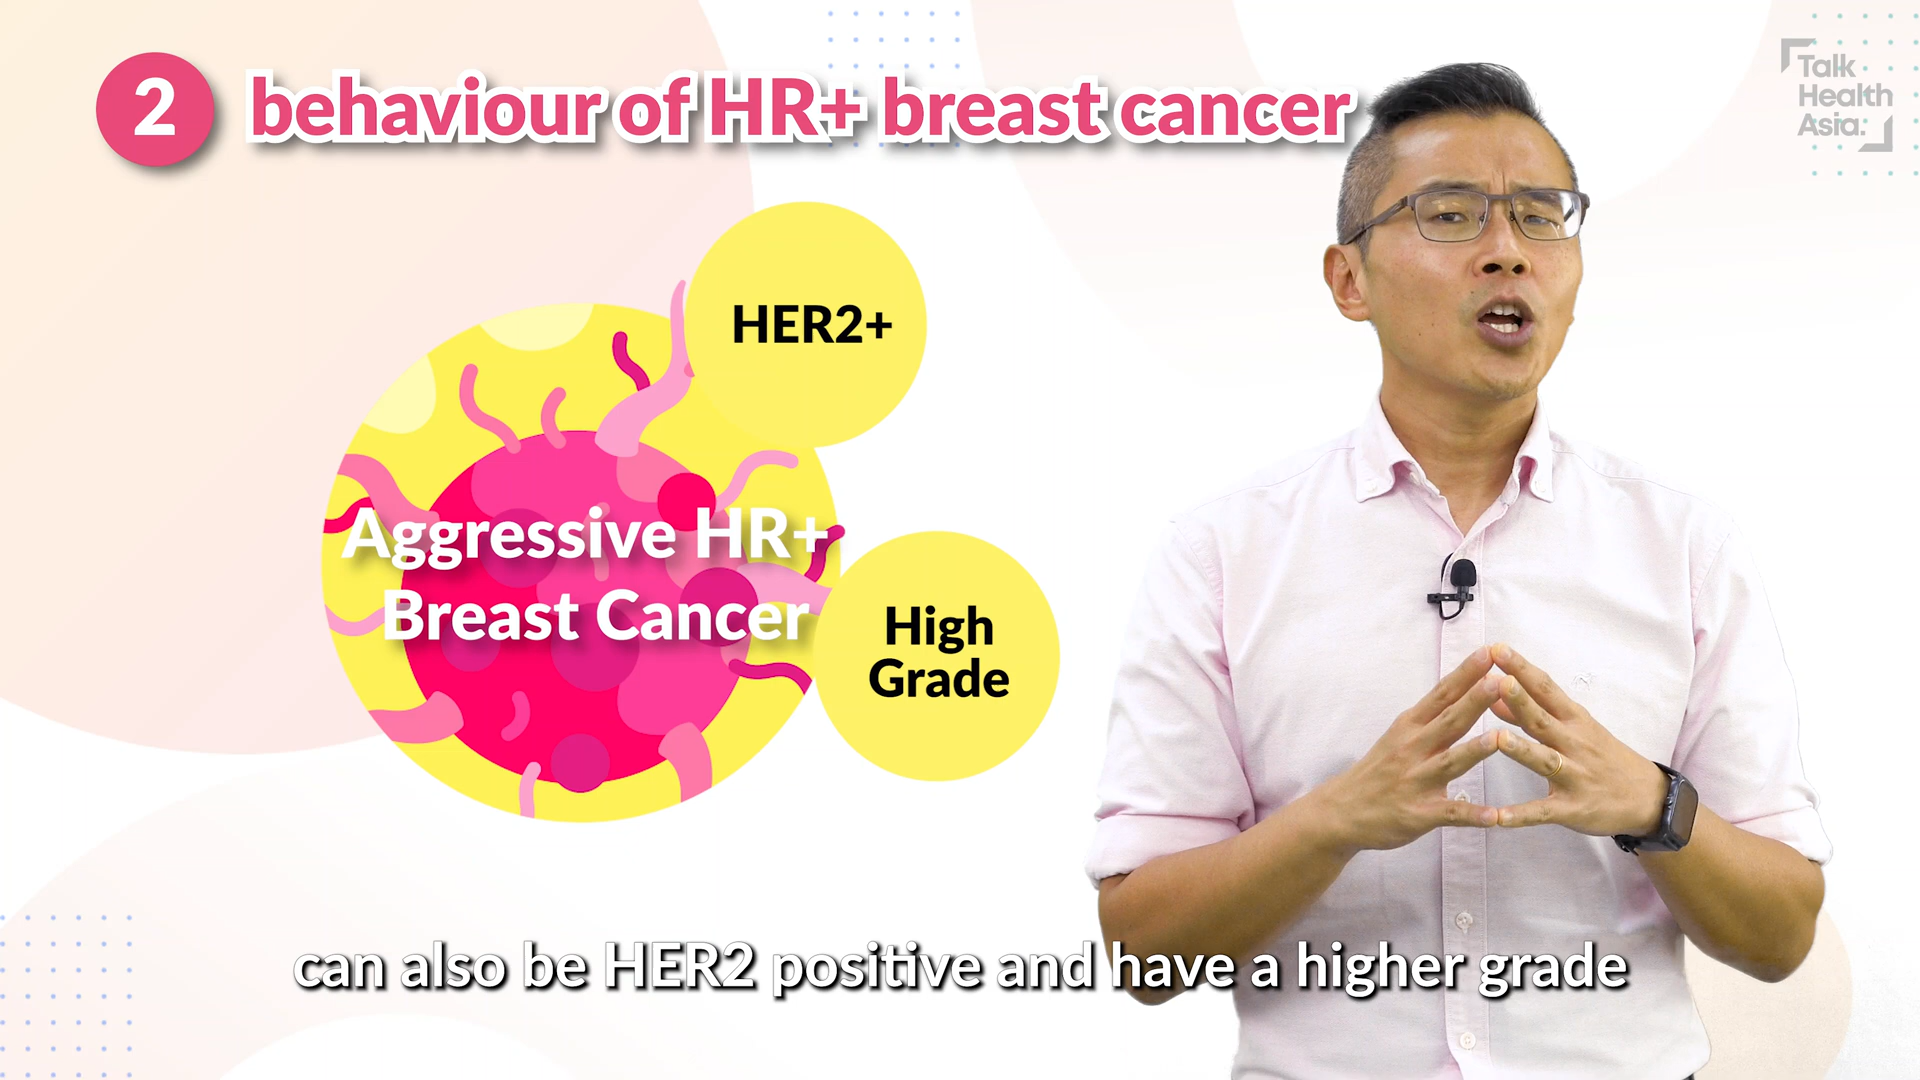 2 behaviour of HR+ breast cancer
Talk
Health
Asia.
HER2+
Aggressive HR+
Breast Cancer
High
Grade
can also be HER2 positive and have a higher grade